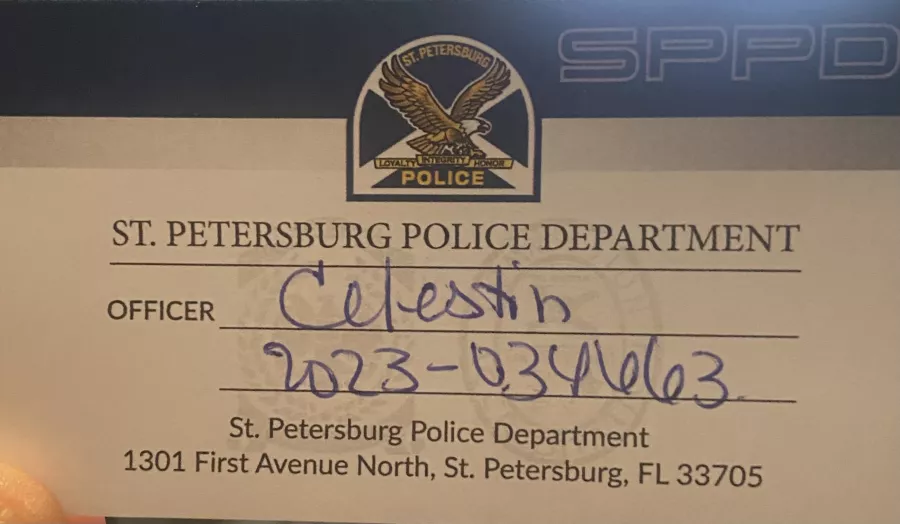 SPPD
ST. PETERSBURG
LOYALTY INTEGRITY HONOR
POLICE
ST. PETERSBURG POLICE DEPARTMENT
OFFICER Celestin
2023-034663
St. Petersburg Police Department
1301 First Avenue North, St. Petersburg, FL 33705